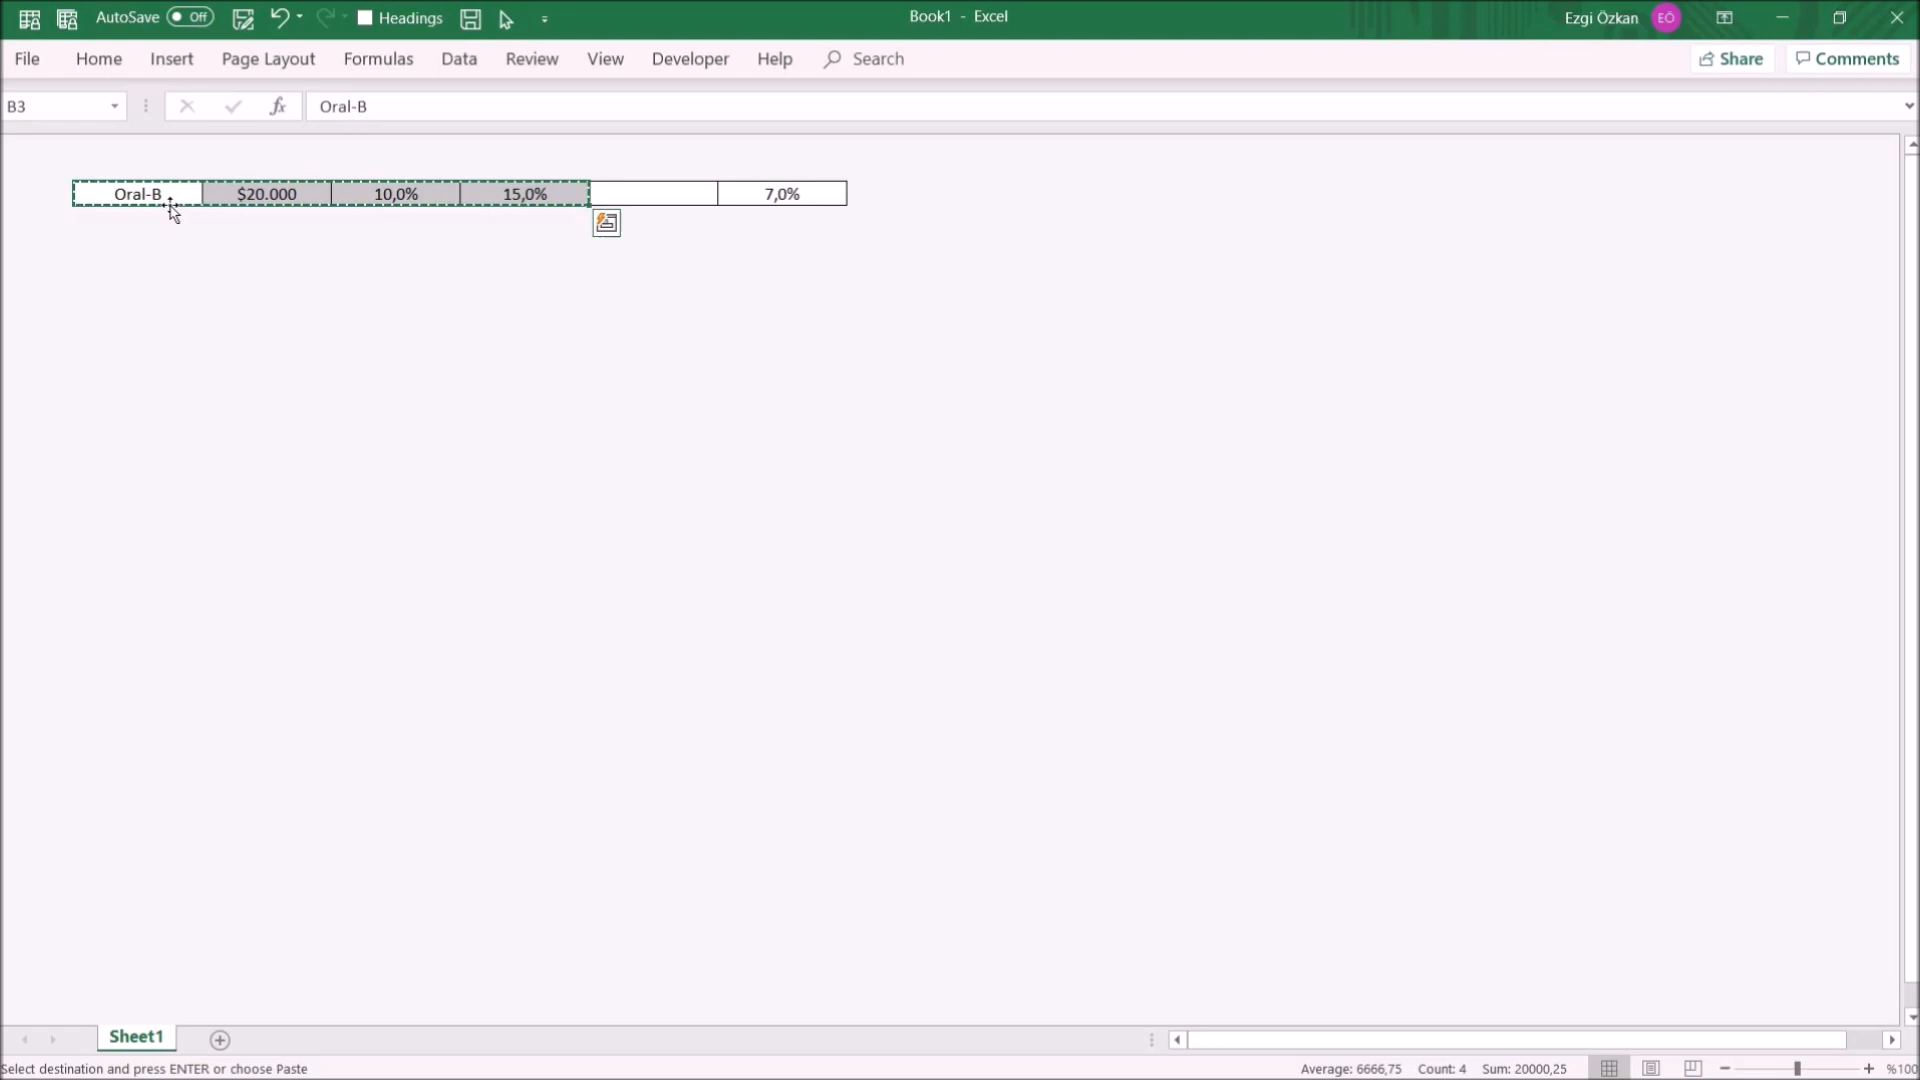 AutoSave Off Headings Book1 - Excel Ezgi Özkan EÖ
File Home Insert Page Layout Formulas Data Review View Developer Help Search Share Comments
B3 fx Oral-B
Oral-B $20.000 10,0% 15,0% 7,0%
Sheet1
Select destination and press ENTER or choose Paste Average: 6666,75 Count: 4 Sum: 20000,25 %100